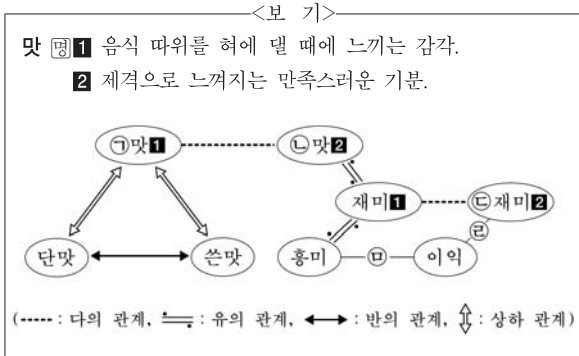 <보 기>
맛 명1 음식 따위를 혀에 댈 때에 느끼는 감각.
2 제격으로 느껴지는 만족스러운 기분.
㉠맛1 ㉡맛2
재미1 ㉢재미2
㉣
단맛 쓴맛 흥미 ㉤ 이익
(----- : 다의 관계, : 유의 관계, ↔ : 반의 관계, ⇕ : 상하 관계)